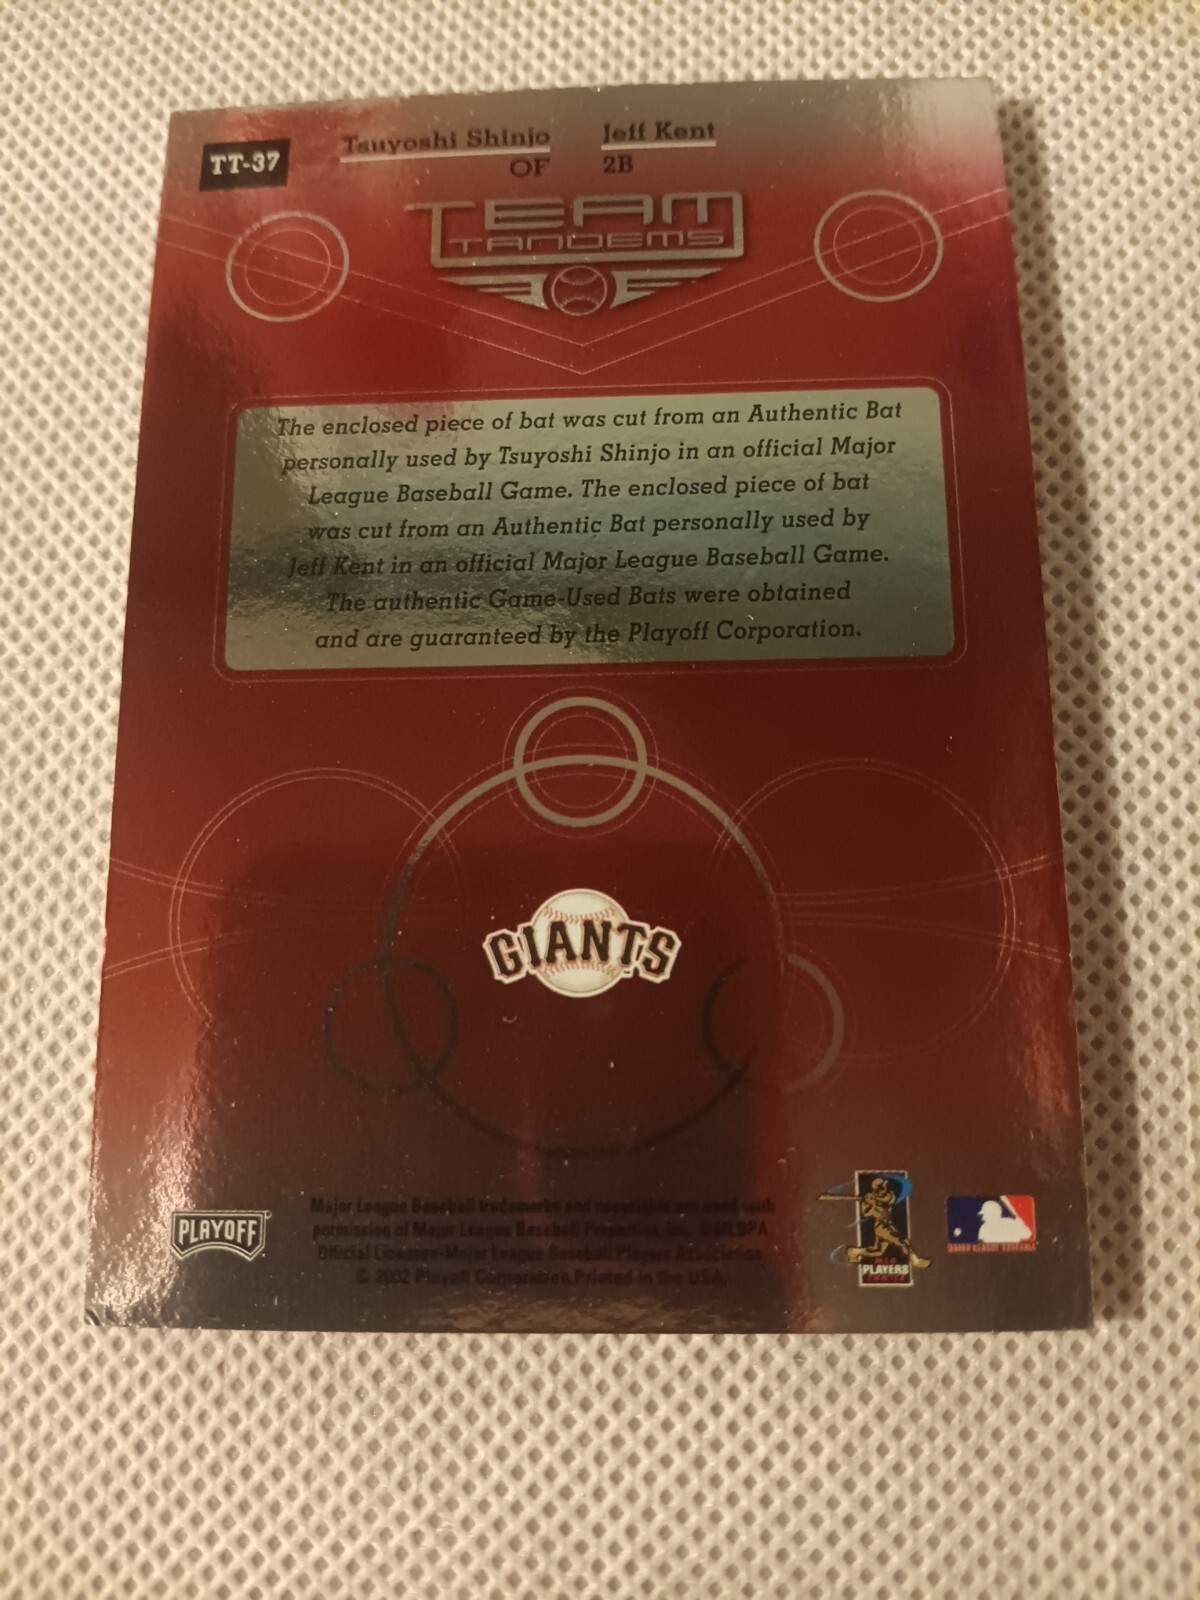 TT-37
Tsuyoshi Shinjo
OF
Jeff Kent
2B
TEAM
TANDEMS
The enclosed piece of bat was cut from an Authentic Bat
personally used by Tsuyoshi Shinjo in an official Major
League Baseball Game. The enclosed piece of bat
was cut from an Authentic Bat personally used by
Jeff Kent in an official Major League Baseball Game.
The authentic Game-Used Bats were obtained
and are guaranteed by the Playoff Corporation.
GIANTS
PLAYOFF
Major League Baseball trademarks and copyrights are used with
permission of Major League Baseball Properties, Inc. ©MLBPA
Official Licensee-Major League Baseball Players Association
© 2002 Playoff Corporation. Printed in the USA.
PLAYERS
CHOICE
MAJOR LEAGUE BASEBALL